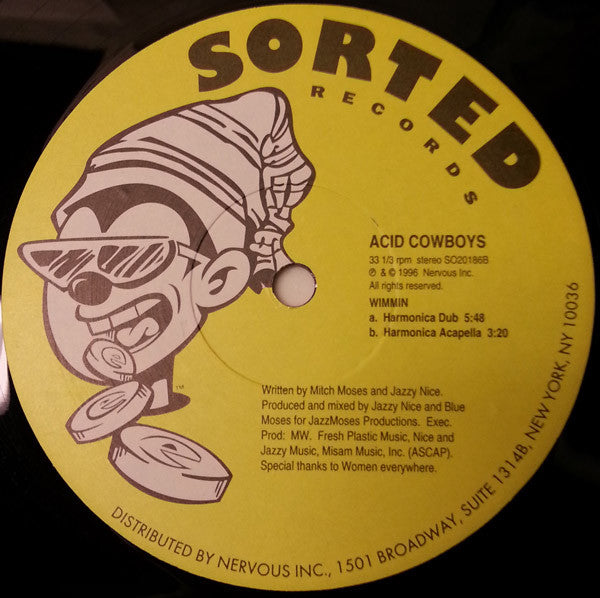 SORTED
RECORDS
ACID COWBOYS
33 1/3 rpm stereo SO20186B
℗ & © 1996 Nervous Inc.
All rights reserved.
WIMMIN
a. Harmonica Dub 5:48
b. Harmonica Acapella 3:20
Written by Mitch Moses and Jazzy Nice.
Produced and mixed by Jazzy Nice and Blue
Moses for JazzMoses Productions. Exec.
Prod: MW. Fresh Plastic Music, Nice and
Jazzy Music, Misam Music, Inc. (ASCAP).
Special thanks to Women everywhere.
TM
DISTRIBUTED BY NERVOUS INC., 1501 BROADWAY, SUITE 1314B, NEW YORK, NY 10036